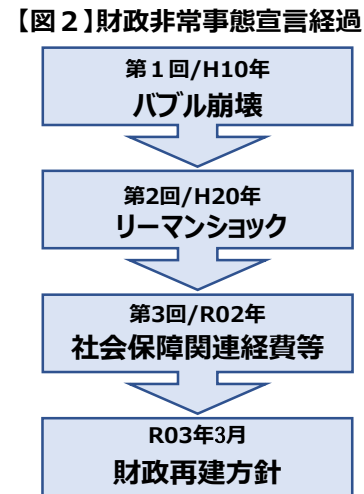 【図２】財政非常事態宣言経過
第１回/H10年
バブル崩壊
第2回/H20年
リーマンショック
第3回/R02年
社会保障関連経費等
R03年3月
財政再建方針